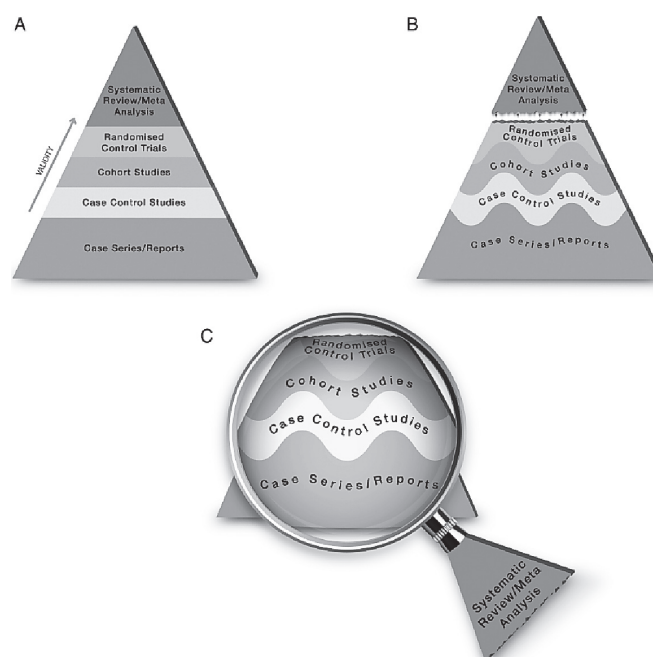 A
Systematic
Review/Meta
Analysis
Randomised
Control Trials
Cohort Studies
Case Control Studies
Case Series/Reports
VALIDITY
B
Systematic
Review/Meta
Analysis
Randomised
Control Trials
Cohort Studies
Case Control Studies
Case Series/Reports
C
Randomised
Control Trials
Cohort Studies
Case Control Studies
Case Series/Reports
Systematic
Review/Meta
Analysis